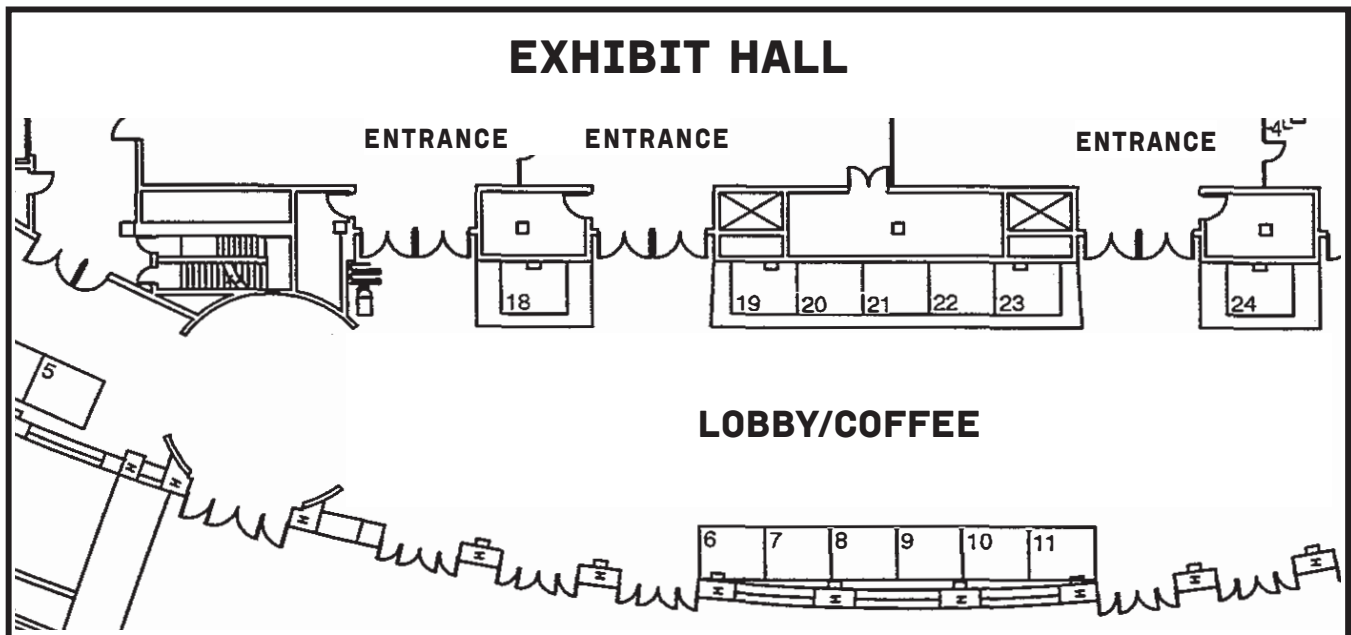 EXHIBIT HALL
ENTRANCE ENTRANCE ENTRANCE
18 19 20 21 22 23 24
5
LOBBY/COFFEE
6 7 8 9 10 11